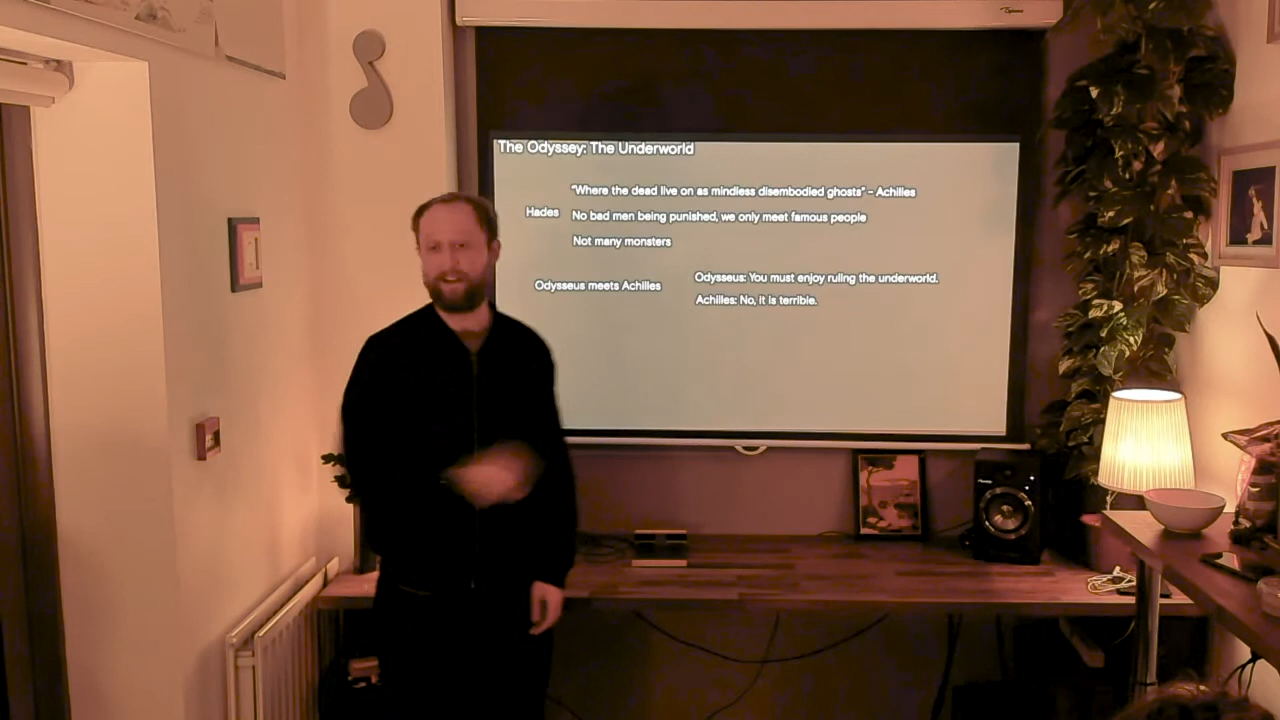 The Odyssey: The Underworld
"Where the dead live on as mindless disembodied ghosts" - Achilles
Hades
No bad men being punished, we only meet famous people
Not many monsters
Odysseus meets Achilles
Odysseus: You must enjoy ruling the underworld.
Achilles: No, it is terrible.